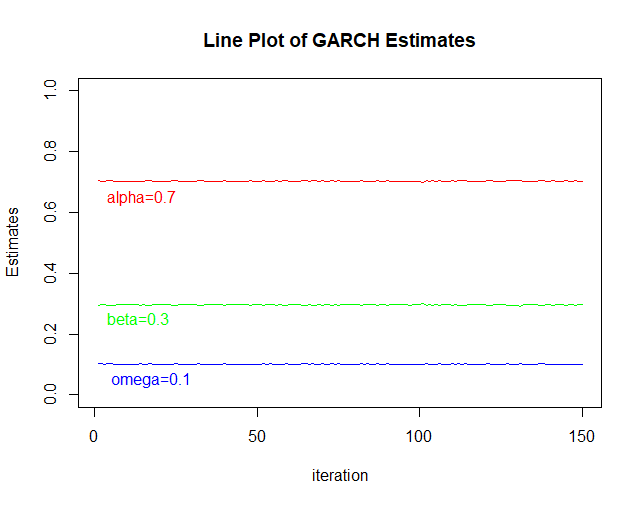 Line Plot of GARCH Estimates
Estimates
1.0
0.8
0.6
0.4
0.2
0.0
alpha=0.7
beta=0.3
omega=0.1
0 50 100 150
iteration